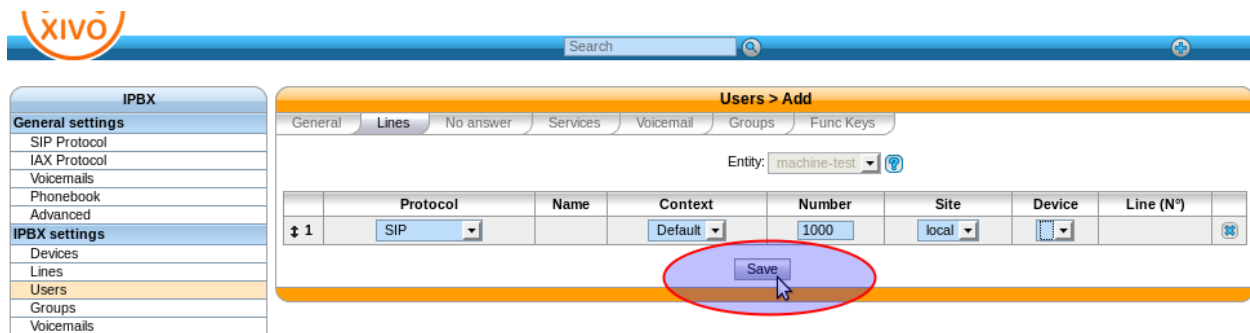 XIVO
Search
IPBX
General settings
SIP Protocol
IAX Protocol
Voicemails
Phonebook
Advanced
IPBX settings
Devices
Lines
Users
Groups
Voicemails
Users > Add
General Lines No answer Services Voicemail Groups Func Keys
Entity: machine-test ?
Protocol Name Context Number Site Device Line (N°)
1 SIP Default 1000 local
Save